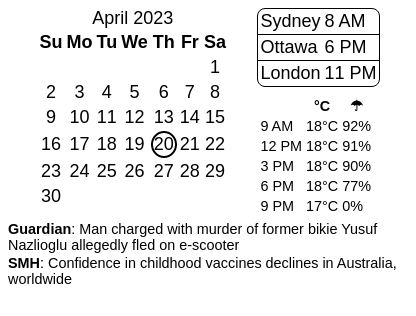 April 2023
Su Mo Tu We Th Fr Sa
1
2 3 4 5 6 7 8
9 10 11 12 13 14 15
16 17 18 19 20 21 22
23 24 25 26 27 28 29
30
Sydney 8 AM
Ottawa 6 PM
London 11 PM
°C ☂
9 AM 18°C 92%
12 PM 18°C 91%
3 PM 18°C 90%
6 PM 18°C 77%
9 PM 17°C 0%
Guardian: Man charged with murder of former bikie Yusuf
Nazlioglu allegedly fled on e-scooter
SMH: Confidence in childhood vaccines declines in Australia,
worldwide